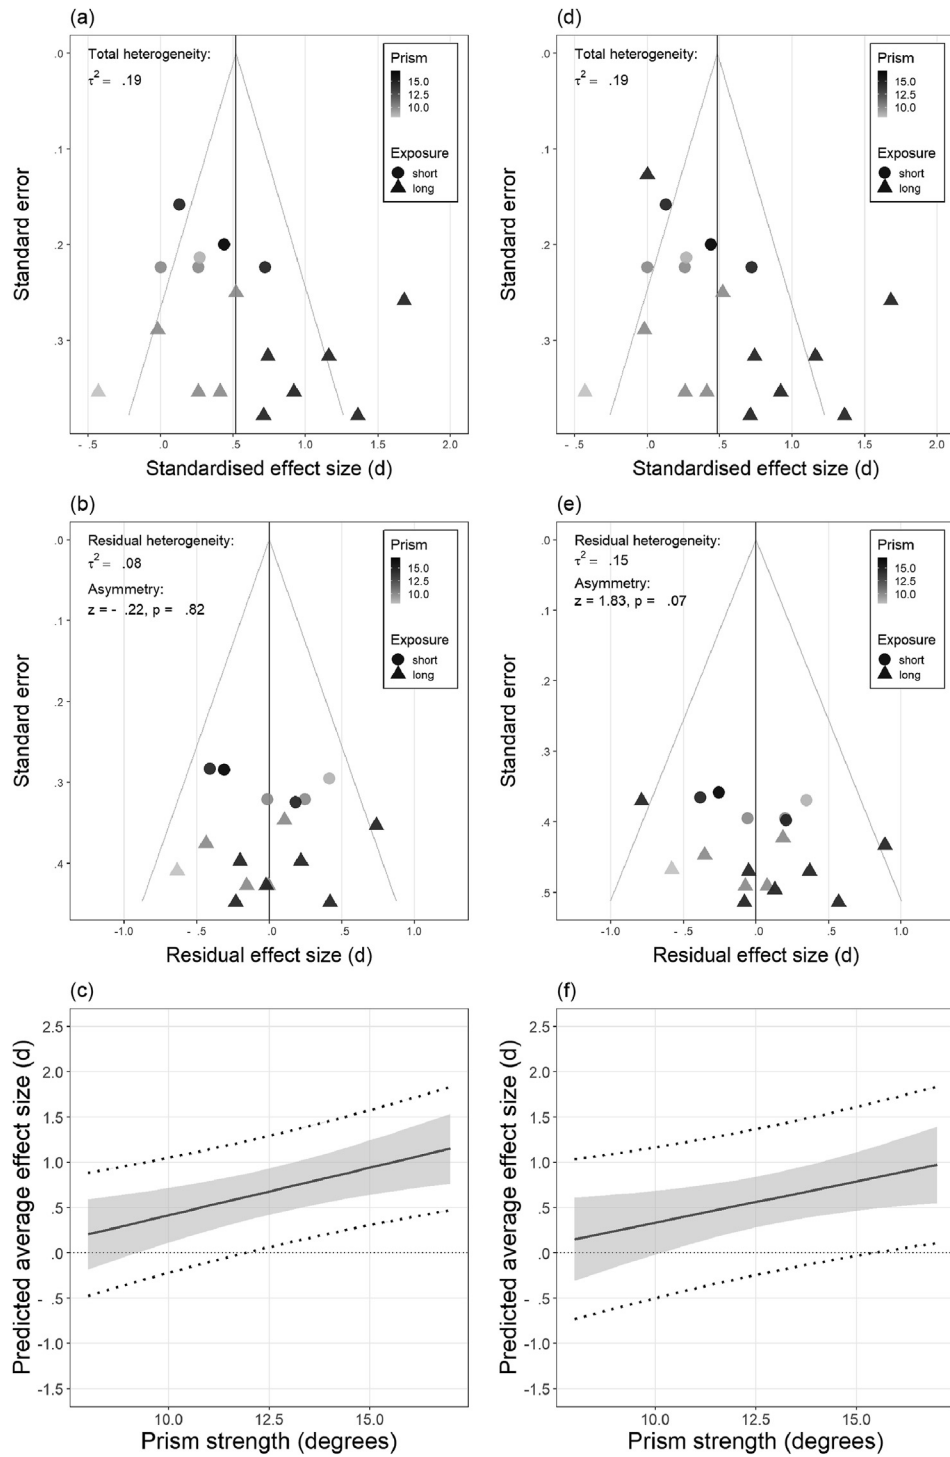 (a)
Total heterogeneity:
τ² = .19
Prism
15.0
12.5
10.0
Exposure
short
long
.0
.1
.2
.3
Standard error
- .5
.0
.5
1.0
1.5
2.0
Standardised effect size (d)
(d)
Total heterogeneity:
τ² = .19
Prism
15.0
12.5
10.0
Exposure
short
long
.0
.1
.2
.3
Standard error
- .5
.0
.5
1.0
1.5
2.0
Standardised effect size (d)
(b)
Residual heterogeneity:
τ² = .08
Asymmetry:
z = - .22, p = .82
Prism
15.0
12.5
10.0
Exposure
short
long
.0
.1
.2
.3
.4
Standard error
-1.0
- .5
.0
.5
1.0
Residual effect size (d)
(e)
Residual heterogeneity:
τ² = .15
Asymmetry:
z = 1.83, p = .07
Prism
15.0
12.5
10.0
Exposure
short
long
.0
.1
.2
.3
.4
.5
Standard error
-1.0
- .5
.0
.5
1.0
Residual effect size (d)
(c)
2.5
2.0
1.5
1.0
.5
.0
- .5
-1.0
-1.5
Predicted average effect size (d)
10.0
12.5
15.0
Prism strength (degrees)
(f)
2.5
2.0
1.5
1.0
.5
.0
- .5
-1.0
-1.5
Predicted average effect size (d)
10.0
12.5
15.0
Prism strength (degrees)